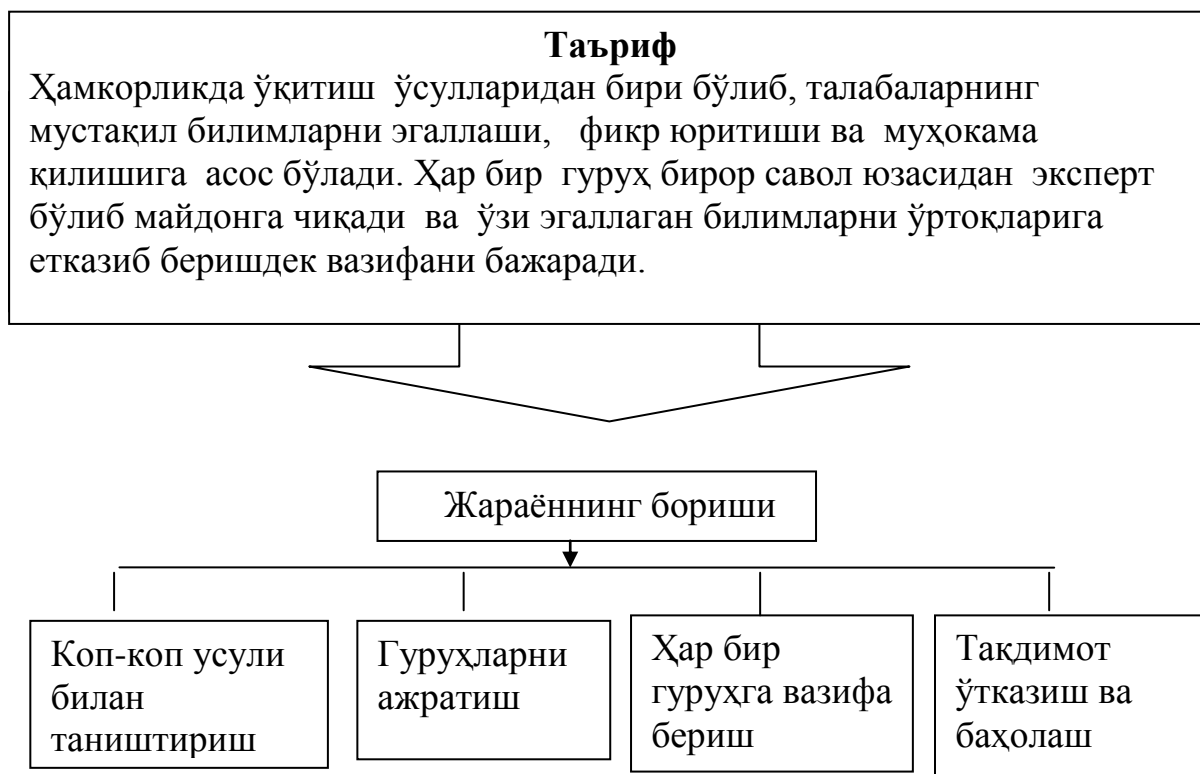 Таъриф
Ҳамкорликда ўқитиш ўсулларидан бири бўлиб, талабаларнинг
мустақил билимларни эгаллаши, фикр юритиши ва муҳокама
қилишига асос бўлади. Ҳар бир гуруҳ бирор савол юзасидан эксперт
бўлиб майдонга чиқади ва ўзи эгаллаган билимларни ўртоқларига
етказиб беришдек вазифани бажаради.
Жараённинг бориши
Коп-коп усули
билан
таништириш
Гуруҳларни
ажратиш
Ҳар бир
гуруҳга вазифа
бериш
Тақдимот
ўтказиш ва
баҳолаш